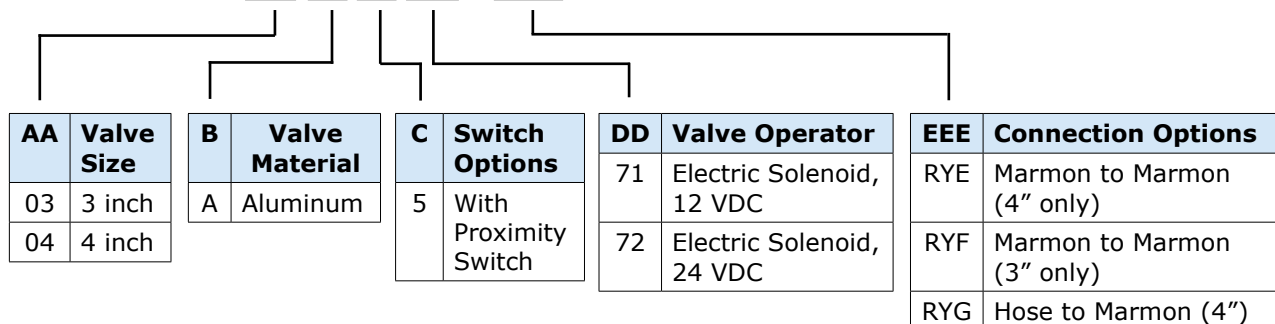 AA Valve Size
03 3 inch
04 4 inch
B Valve Material
A Aluminum
C Switch Options
5 With Proximity Switch
DD Valve Operator
71 Electric Solenoid, 12 VDC
72 Electric Solenoid, 24 VDC
EEE Connection Options
RYE Marmon to Marmon (4” only)
RYF Marmon to Marmon (3” only)
RYG Hose to Marmon (4”)